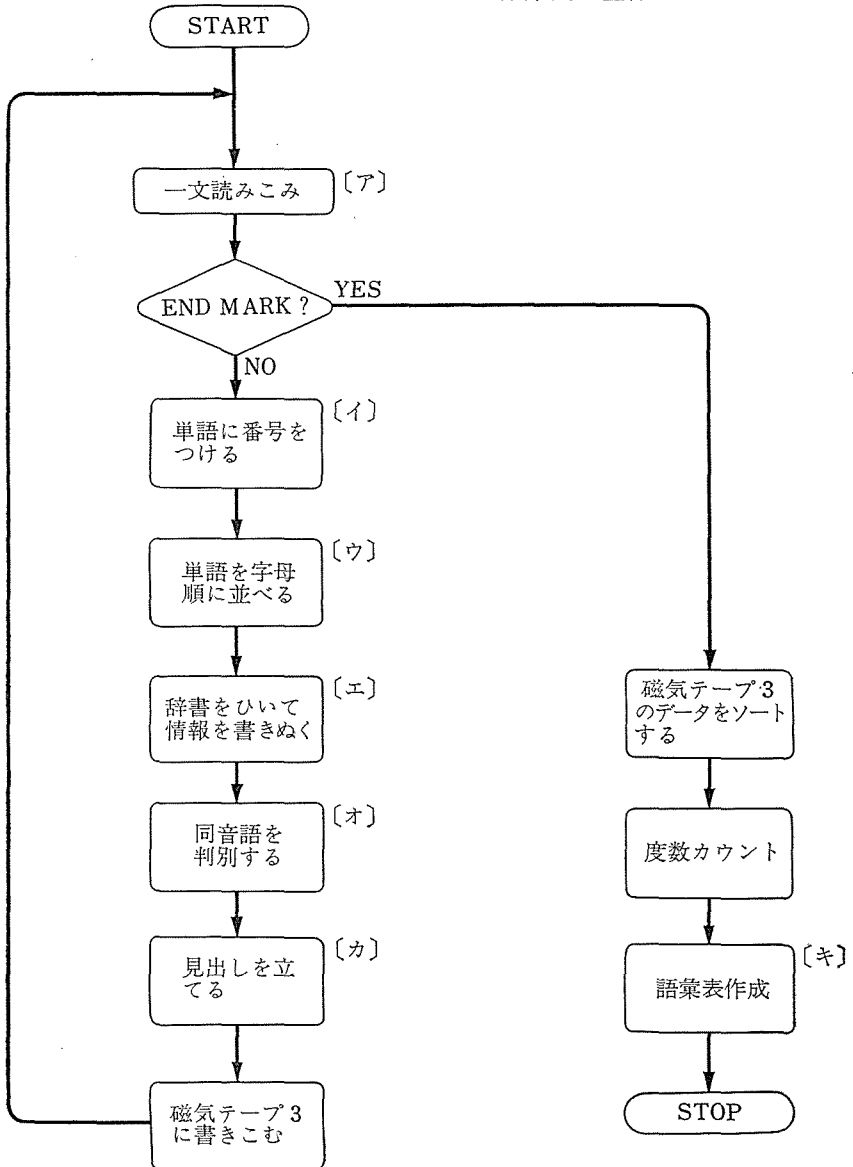 START
一文読みこみ
〔ア〕
END MARK ?
YES
NO
単語に番号を
つける
〔イ〕
単語を字母
順に並べる
〔ウ〕
辞書をひいて
情報を書きぬく
〔エ〕
同音語を
判別する
〔オ〕
見出しを立
てる
〔カ〕
磁気テープ3
に書きこむ
磁気テープ3
のデータをソート
する
度数カウント
語彙表作成
〔キ〕
STOP